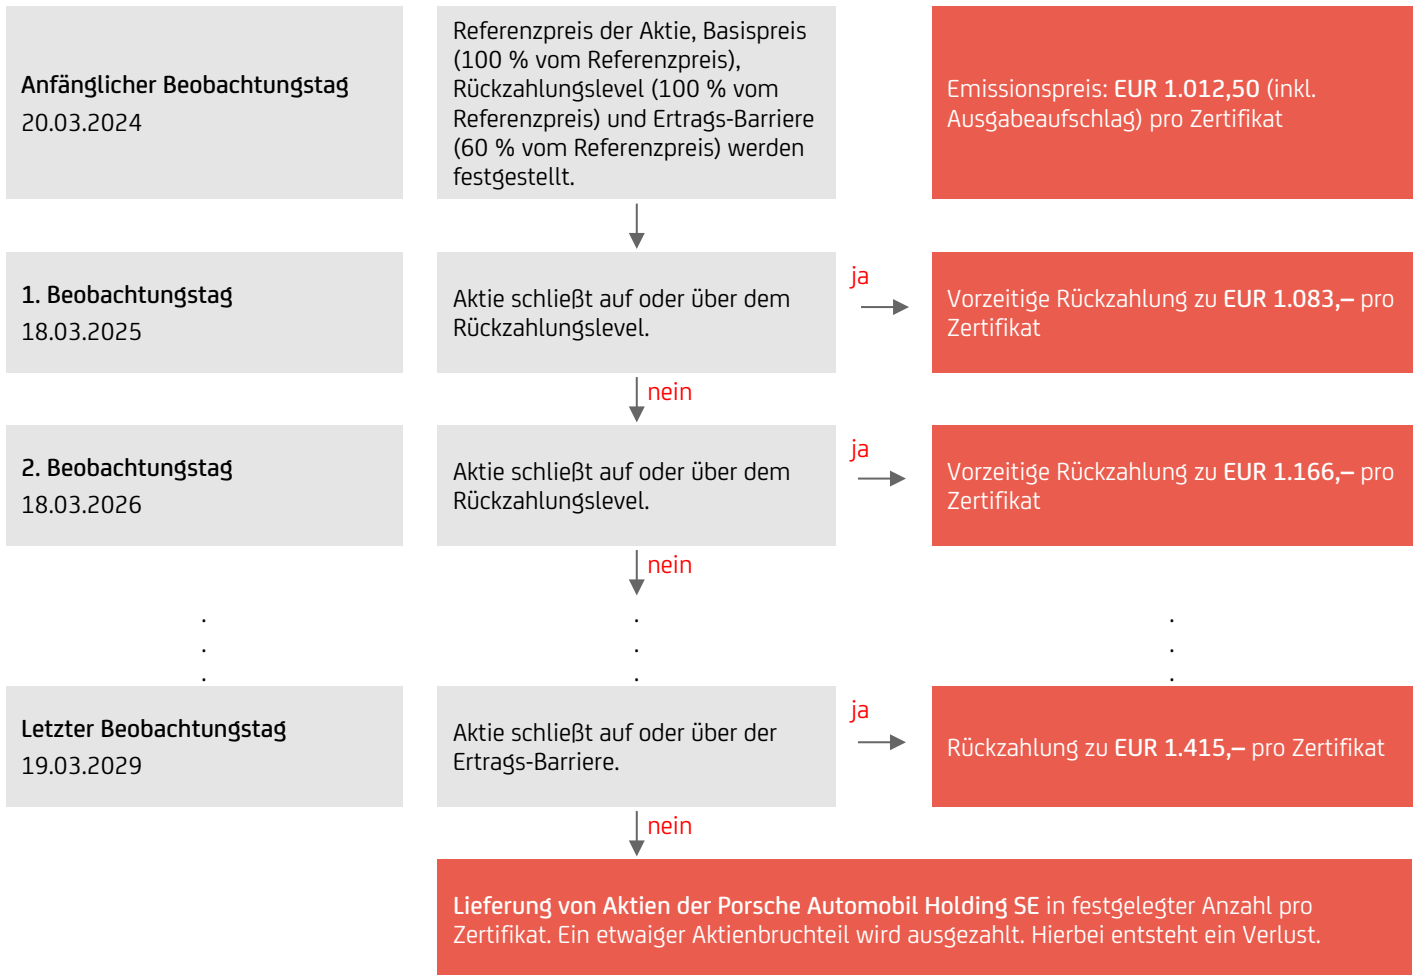 Anfänglicher Beobachtungstag
20.03.2024
Referenzpreis der Aktie, Basispreis
(100 % vom Referenzpreis),
Rückzahlungslevel (100 % vom
Referenzpreis) und Ertrags-Barriere
(60 % vom Referenzpreis) werden
festgestellt.
Emissionspreis: EUR 1.012,50 (inkl.
Ausgabeaufschlag) pro Zertifikat
1. Beobachtungstag
18.03.2025
Aktie schließt auf oder über dem
Rückzahlungslevel.
ja
Vorzeitige Rückzahlung zu EUR 1.083,– pro
Zertifikat
nein
2. Beobachtungstag
18.03.2026
Aktie schließt auf oder über dem
Rückzahlungslevel.
ja
Vorzeitige Rückzahlung zu EUR 1.166,– pro
Zertifikat
nein
. . .
. . .
. . .
Letzter Beobachtungstag
19.03.2029
Aktie schließt auf oder über der
Ertrags-Barriere.
ja
Rückzahlung zu EUR 1.415,– pro Zertifikat
nein
Lieferung von Aktien der Porsche Automobil Holding SE in festgelegter Anzahl pro
Zertifikat. Ein etwaiger Aktienbruchteil wird ausgezahlt. Hierbei entsteht ein Verlust.